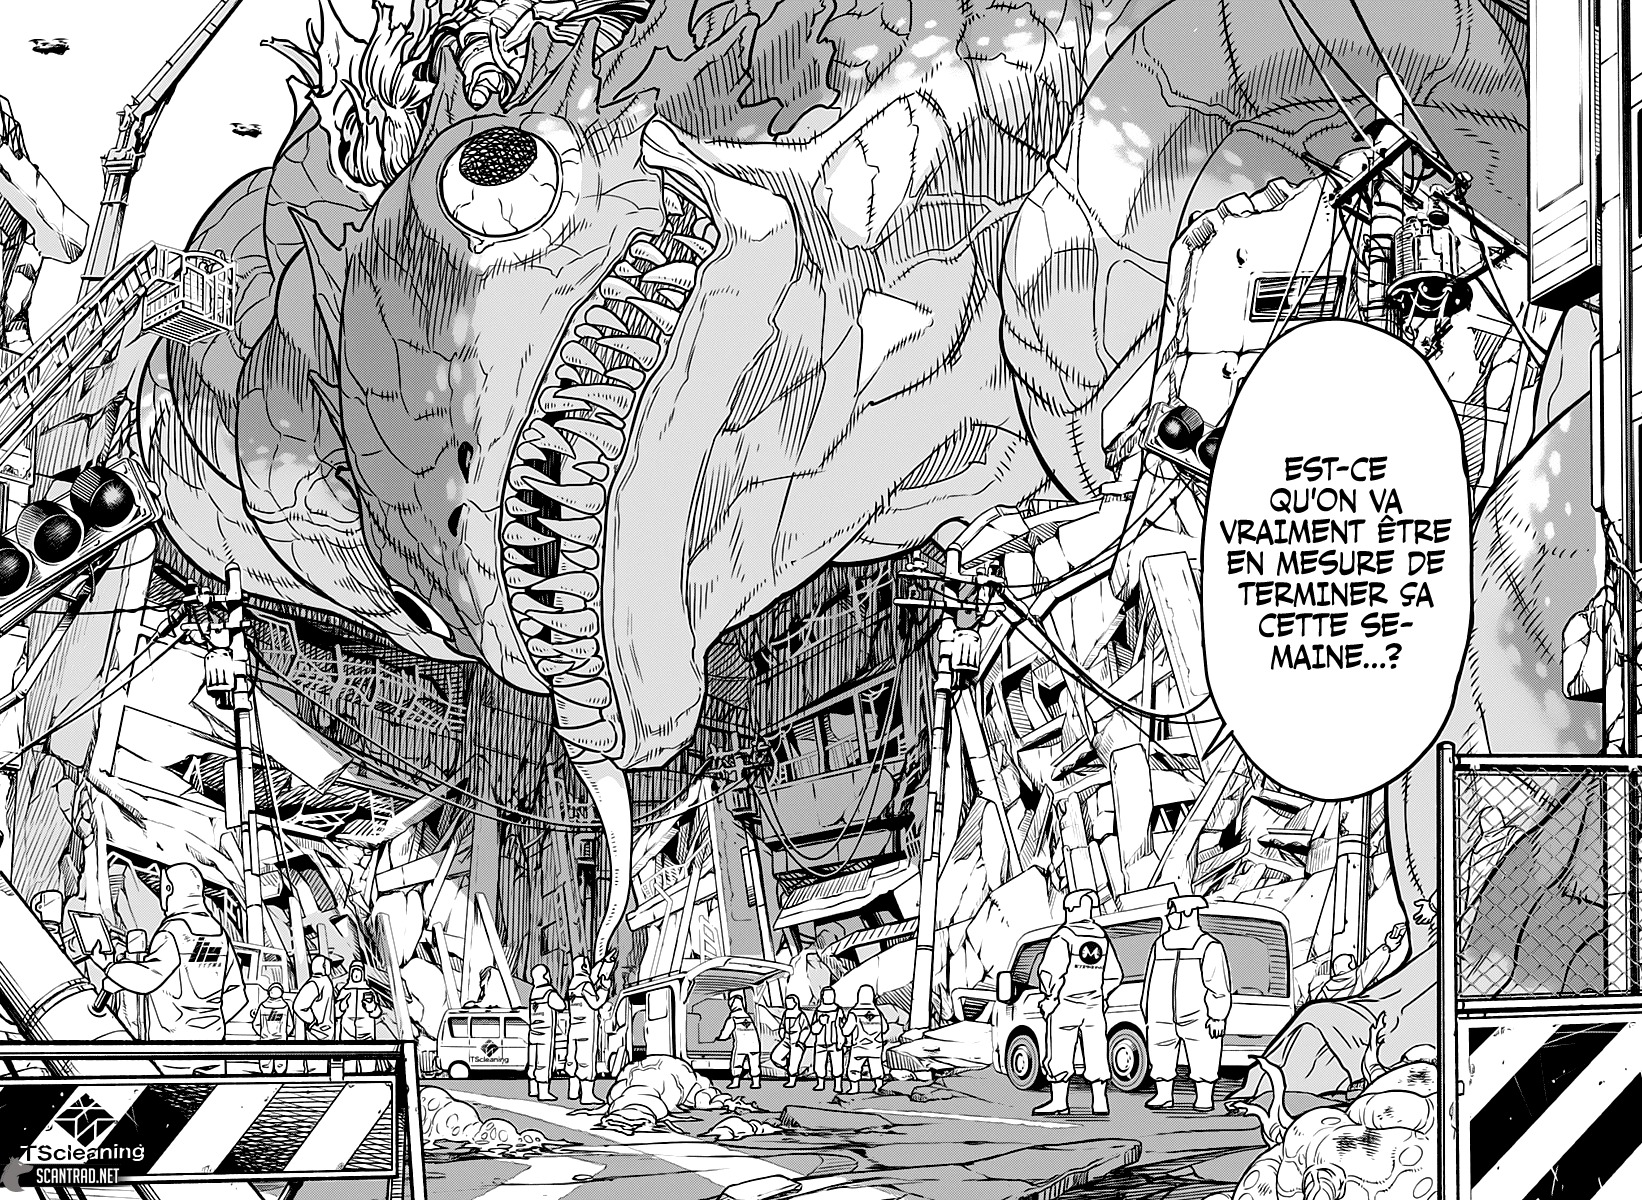 EST-CE
QU'ON VA
VRAIMENT ÊTRE
EN MESURE DE
TERMINER ÇA
CETTE SE-
MAINE...?
TScleaning
TScleaning
SCANTRAD.NET